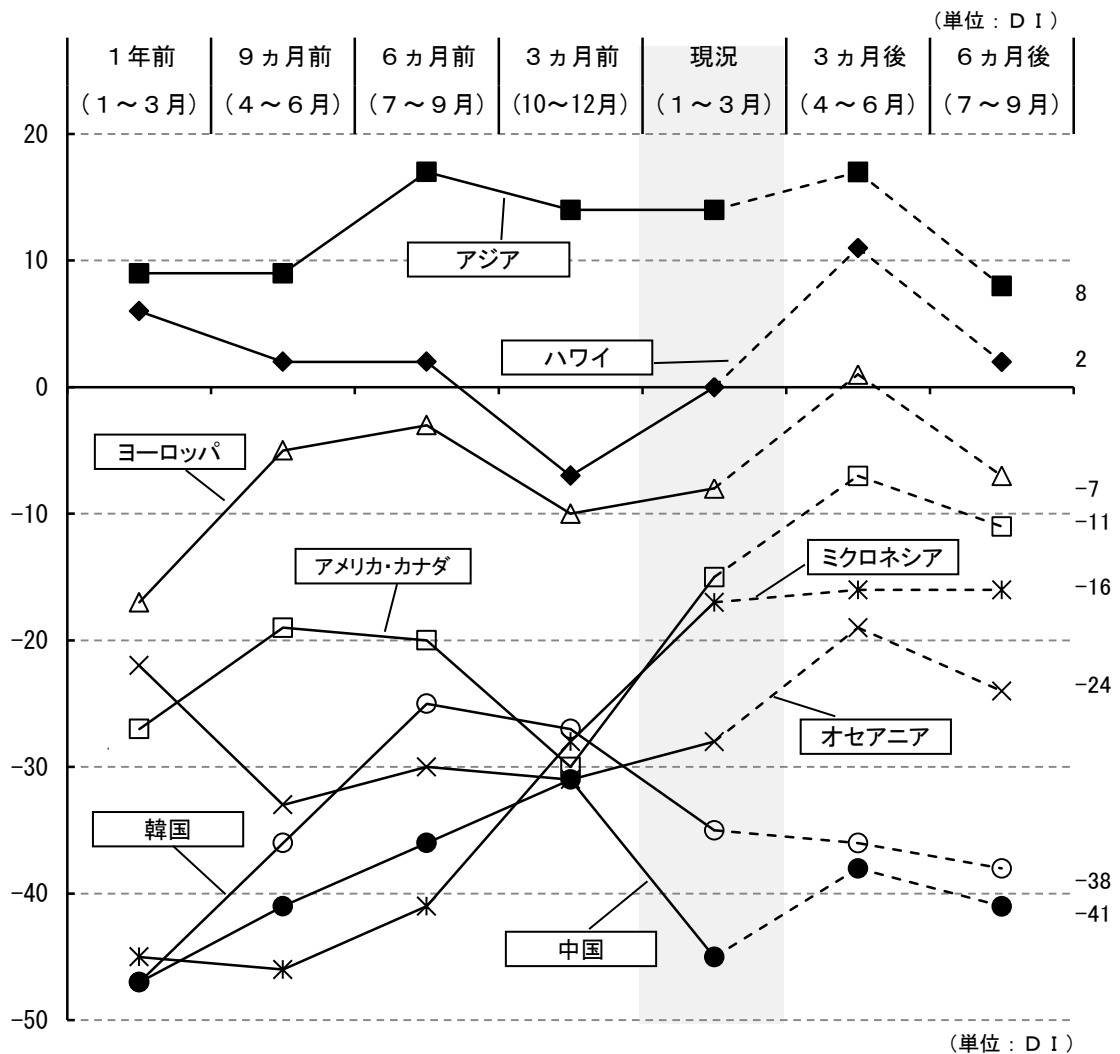 (単位:DI)
1年前 9ヵ月前 6ヵ月前 3ヵ月前 現況 3ヵ月後 6ヵ月後
(1~3月) (4~6月) (7~9月) (10~12月) (1~3月) (4~6月) (7~9月)
20
アジア
10
8
ハワイ
2
0
ヨーロッパ
-7
-10
-11
アメリカ・カナダ
ミクロネシア
-16
-20
-24
オセアニア
-30
韓国
-38
-40
-41
中国
-50
(単位:DI)